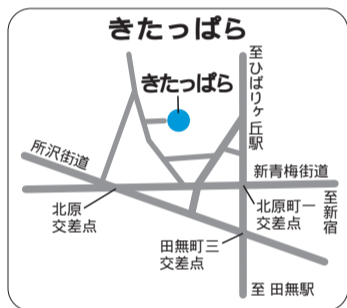 きたっぱら
きたっぱら
至ひばりヶ丘駅
所沢街道
新青梅街道
北原
交差点
北原町一
交差点
至新宿
田無町三
交差点
至 田無駅